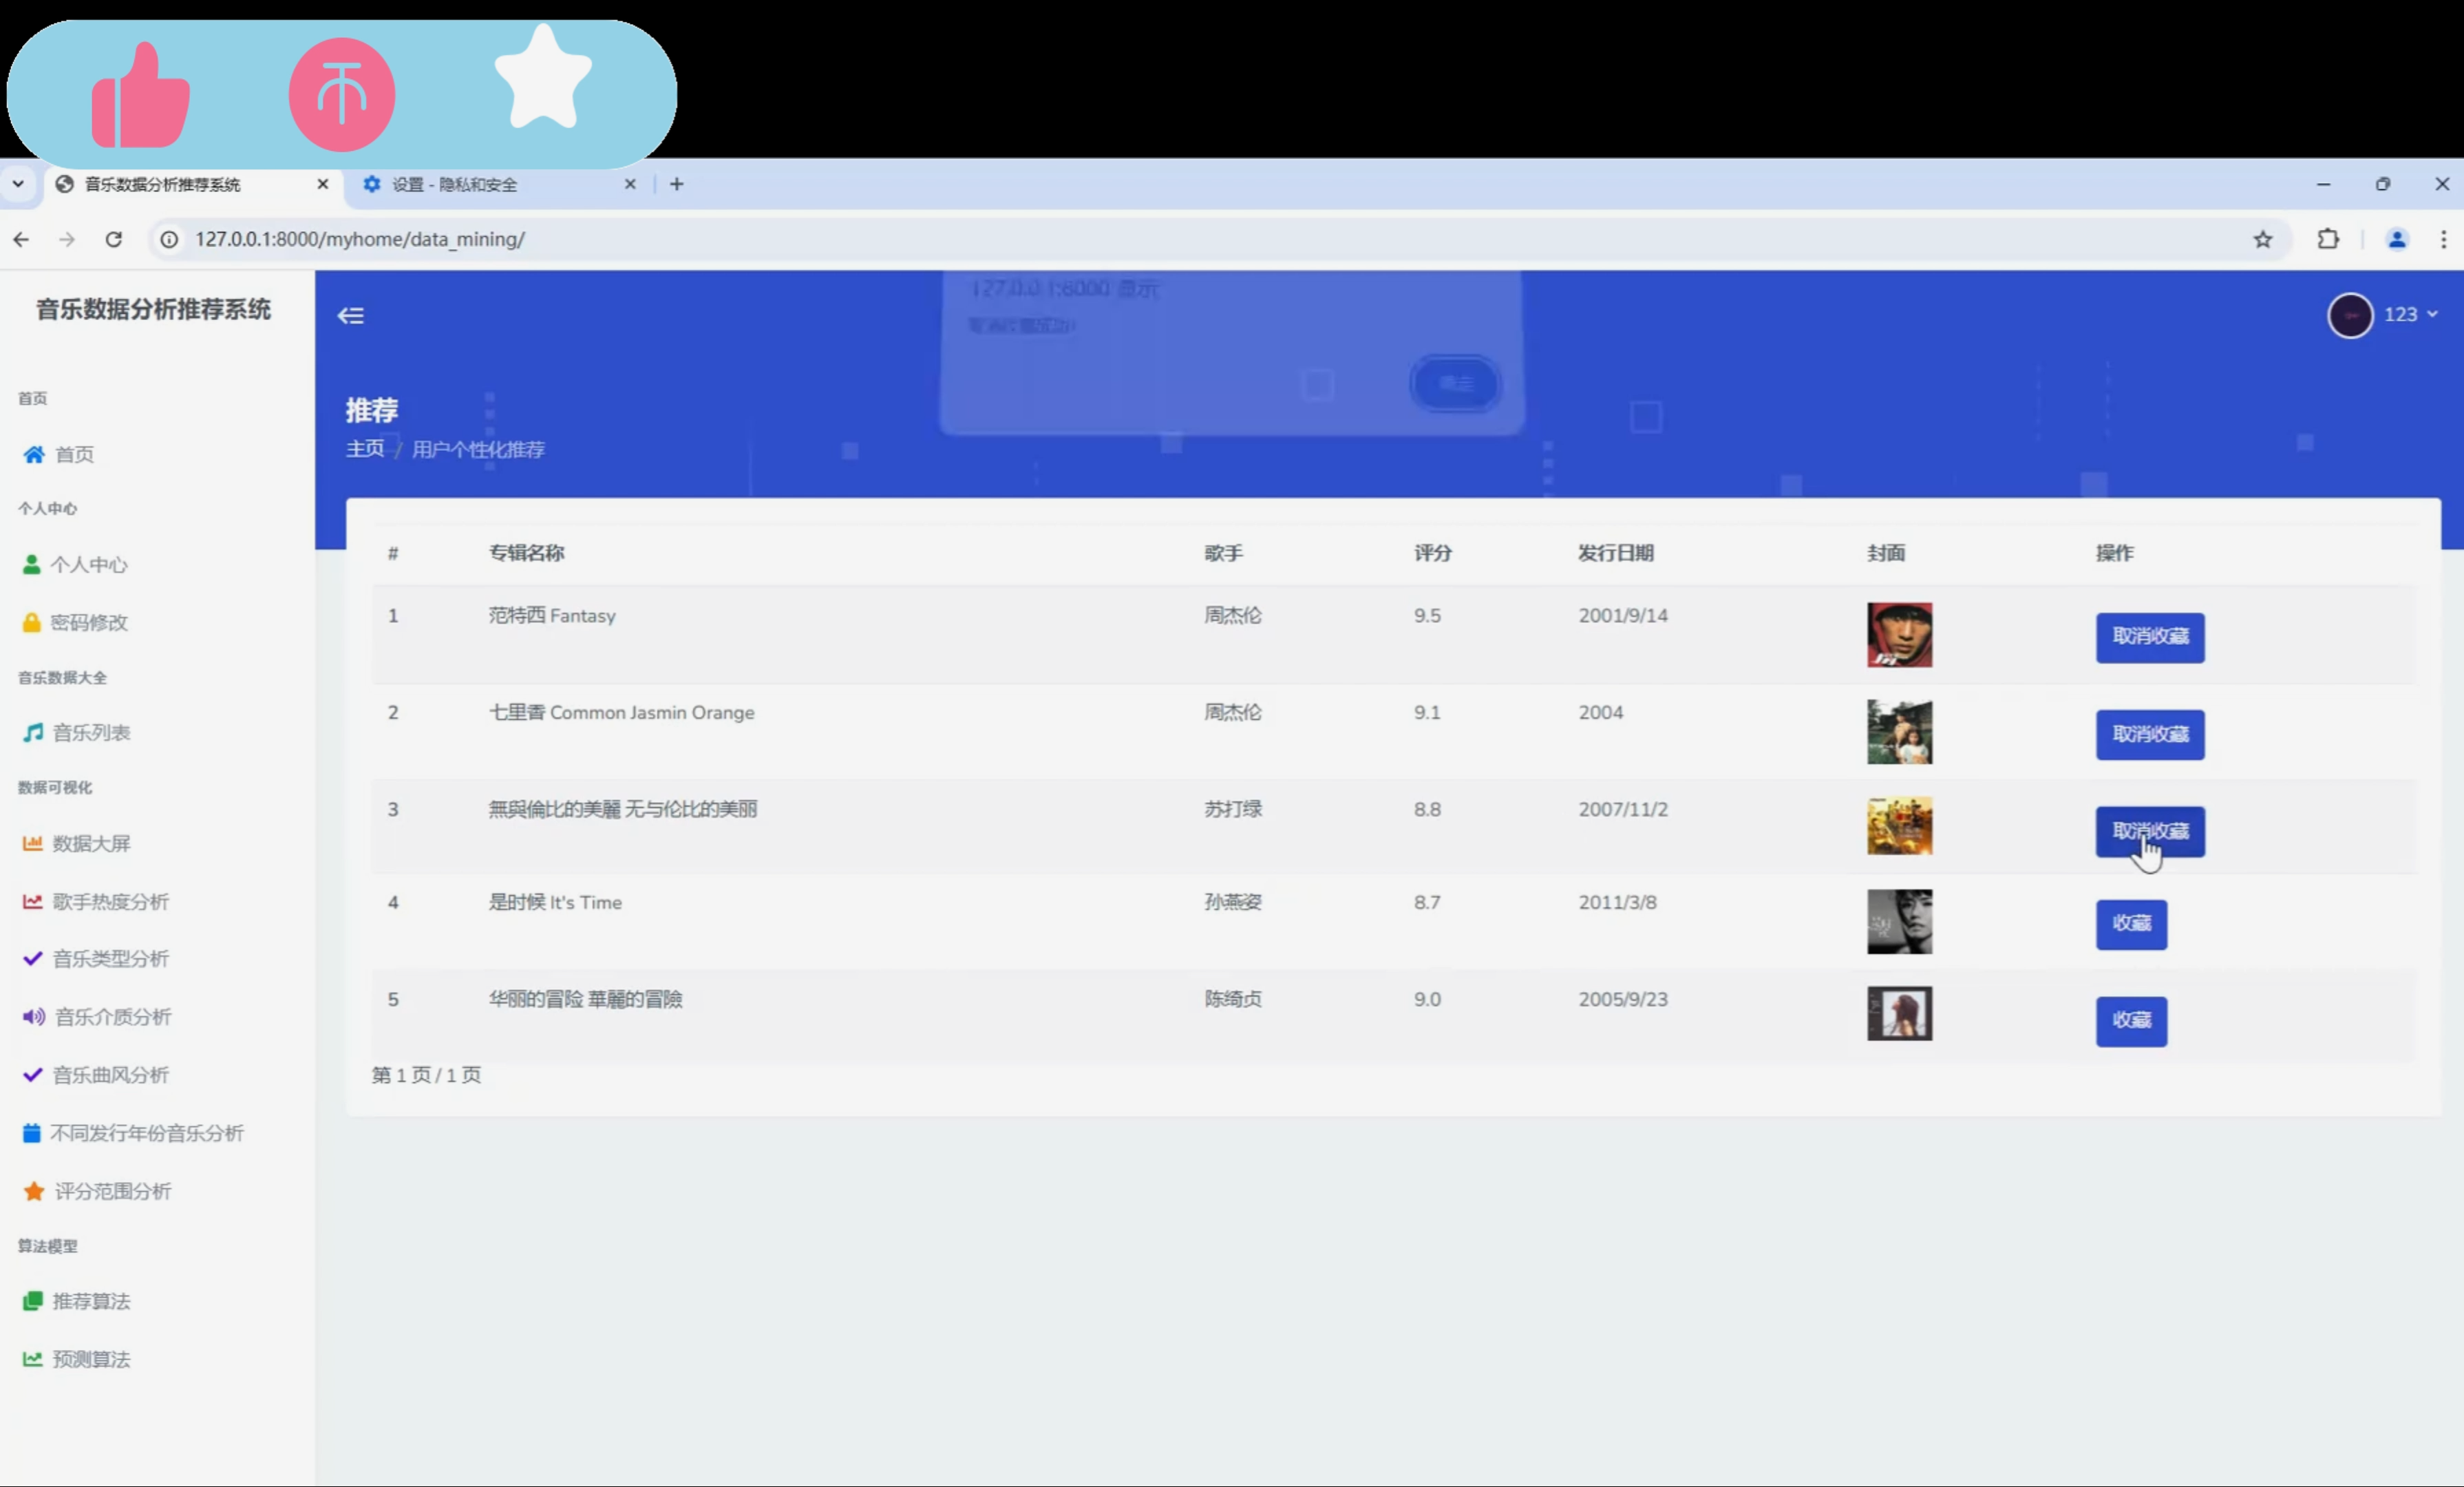 音乐数据分析推荐系统
设置 - 隐私和安全
127.0.0.1:8000/myhome/data_mining/
音乐数据分析推荐系统
127.0.0.1:8000 显示
123
推荐
主页 / 用户个性化推荐
首页
首页
个人中心
个人中心
密码修改
音乐数据大全
音乐列表
数据可视化
数据大屏
歌手热度分析
音乐类型分析
音乐介质分析
音乐曲风分析
不同发行年份音乐分析
评分范围分析
算法模型
推荐算法
预测算法
# 专辑名称 歌手 评分 发行日期 封面 操作
1 范特西 Fantasy 周杰伦 9.5 2001/9/14 取消收藏
2 七里香 Common Jasmin Orange 周杰伦 9.1 2004 取消收藏
3 無與倫比的美麗 无与伦比的美丽 苏打绿 8.8 2007/11/2 取消收藏
4 是时候 It's Time 孙燕姿 8.7 2011/3/8 收藏
5 华丽的冒险 華麗的冒險 陈绮贞 9.0 2005/9/23 收藏
第 1 页 / 1 页